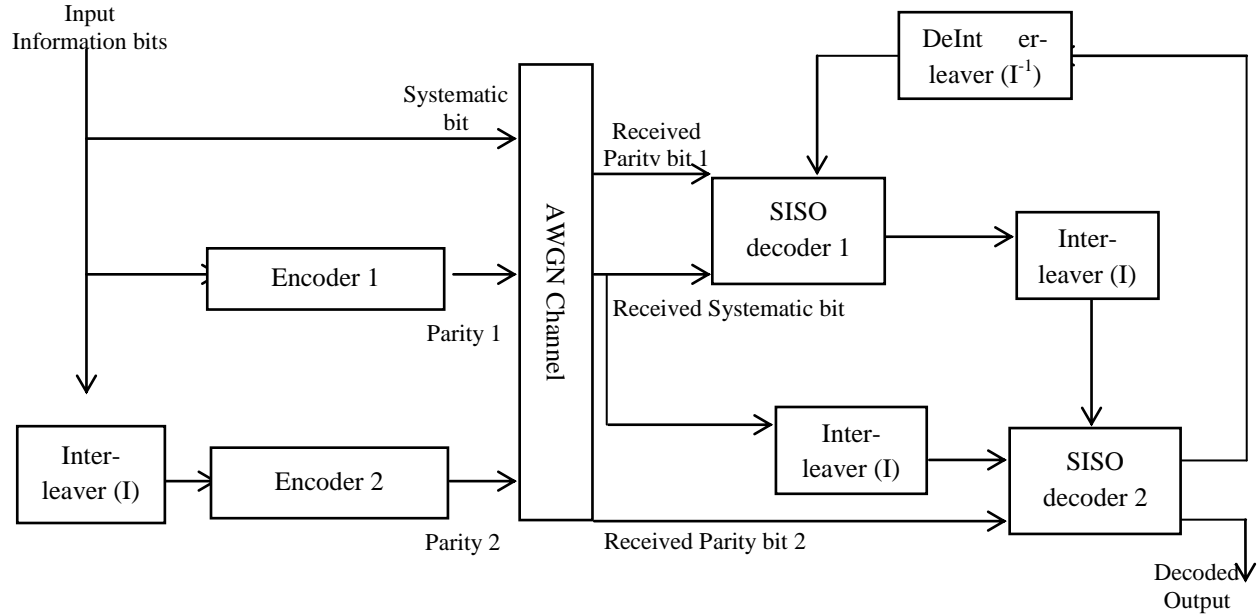 Input
Information bits
Systematic
bit
Encoder 1
Parity 1
Inter-
leaver (I)
Encoder 2
Parity 2
AWGN Channel
Received
Parity bit 1
Received Systematic bit
Received Parity bit 2
DeInt er-
leaver (I⁻¹)
SISO
decoder 1
Inter-
leaver (I)
Inter-
leaver (I)
SISO
decoder 2
Decoded
Output